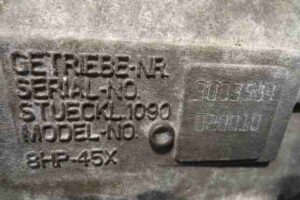 GETRIEBE-NR.
SERIAL-NO.
STUECKL.1090
MODEL-NO.
8HP-45X